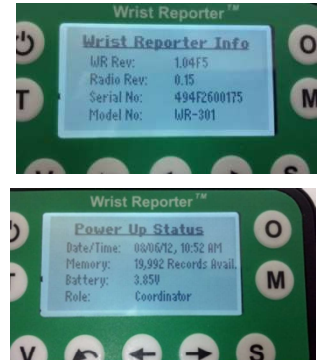 Wrist Reporter™
Wrist Reporter Info
WR Rev: 1.04F5
Radio Rev: 0.15
Serial No: 494F2600175
Model No: WR-301
O
T
M
S
Wrist Reporter™
Power Up Status
Date/Time: 08/06/12, 10:52 AM
Memory: 19,992 Records Avail.
Battery: 3.85V
Role: Coordinator
O
M
V
S